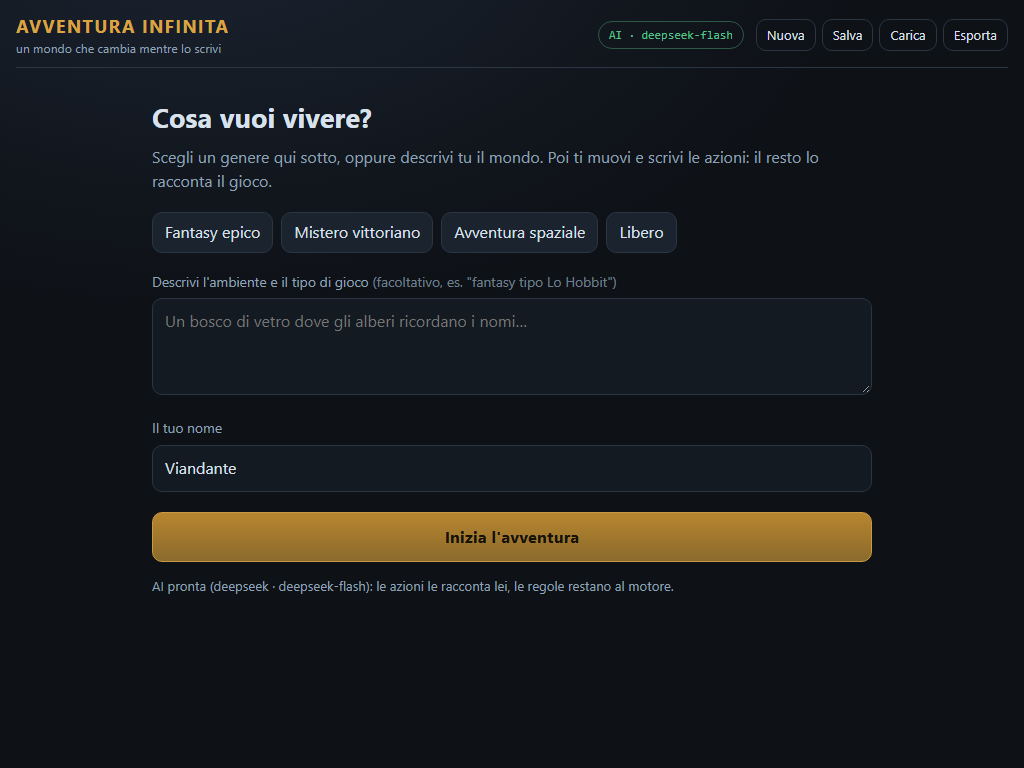 AVVENTURA INFINITA
un mondo che cambia mentre lo scrivi
AI · deepseek-flash
Nuova
Salva
Carica
Esporta
Cosa vuoi vivere?
Scegli un genere qui sotto, oppure descrivi tu il mondo. Poi ti muovi e scrivi le azioni: il resto lo
racconta il gioco.
Fantasy epico
Mistero vittoriano
Avventura spaziale
Libero
Descrivi l'ambiente e il tipo di gioco (facoltativo, es. "fantasy tipo Lo Hobbit")
Un bosco di vetro dove gli alberi ricordano i nomi...
Il tuo nome
Viandante
Inizia l'avventura
AI pronta (deepseek · deepseek-flash): le azioni le racconta lei, le regole restano al motore.